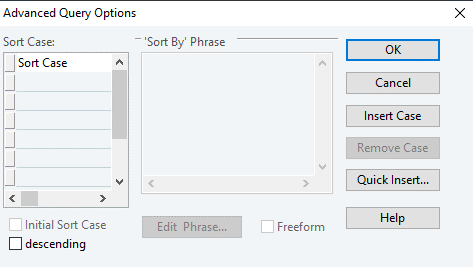 Advanced Query Options
Sort Case:
'Sort By' Phrase
Sort Case
OK
Cancel
Insert Case
Remove Case
Quick Insert...
Help
Initial Sort Case
Edit Phrase...
Freeform
descending